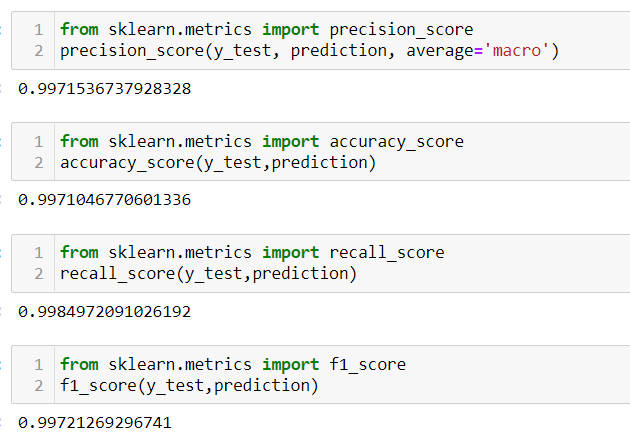 1 from sklearn.metrics import precision_score
2 precision_score(y_test, prediction, average='macro')
0.9971536737928328
1 from sklearn.metrics import accuracy_score
2 accuracy_score(y_test,prediction)
0.9971046770601336
1 from sklearn.metrics import recall_score
2 recall_score(y_test,prediction)
0.9984972091026192
1 from sklearn.metrics import f1_score
2 f1_score(y_test,prediction)
0.99721269296741